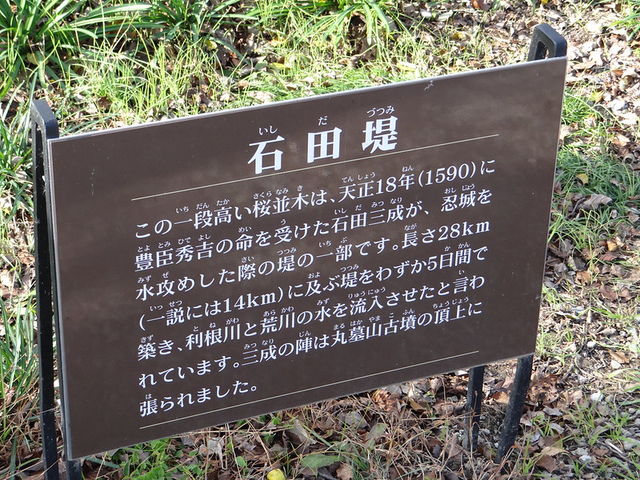 石田堤
この一段高い桜並木は、天正18年(1590)に
豊臣秀吉の命を受けた石田三成が、忍城を
水攻めした際の堤の一部です。長さ28km
(一説には14km)に及ぶ堤をわずか5日間で
築き、利根川と荒川の水を流入させたと言わ
れています。三成の陣は丸墓山古墳の頂上に
張られました。